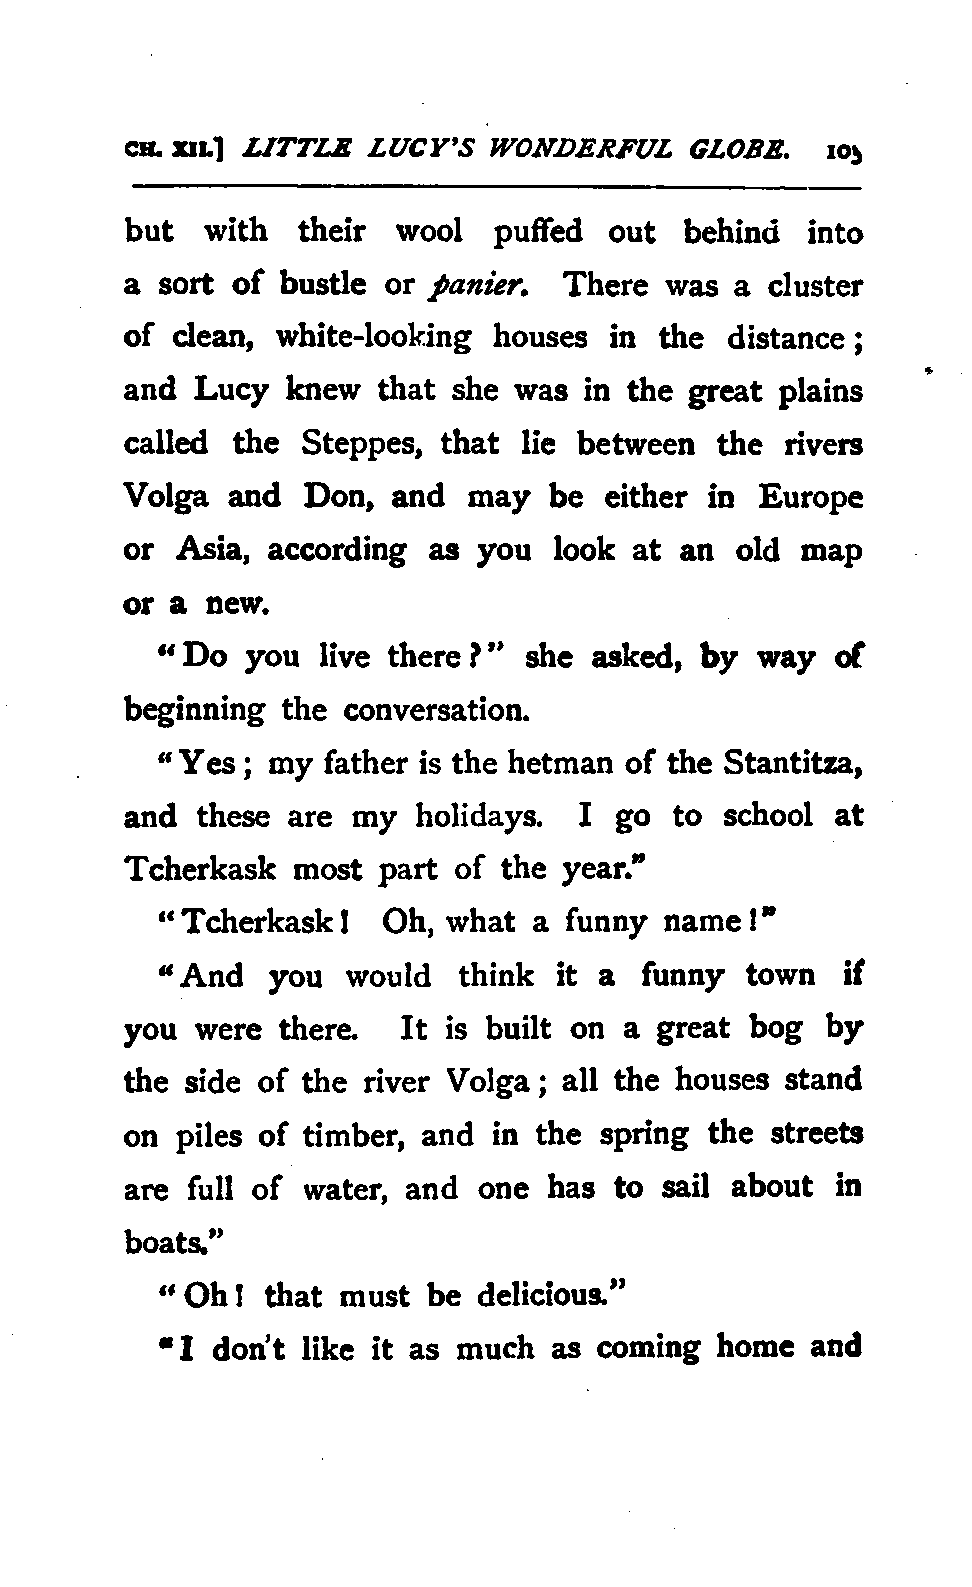 CH. XII.] LITTLE LUCY'S WONDERFUL GLOBE. 105
but with their wool puffed out behind into
a sort of bustle or panier. There was a cluster
of clean, white-looking houses in the distance;
and Lucy knew that she was in the great plains
called the Steppes, that lie between the rivers
Volga and Don, and may be either in Europe
or Asia, according as you look at an old map
or a new.
"Do you live there?" she asked, by way of
beginning the conversation.
"Yes; my father is the hetman of the Stantitza,
and these are my holidays. I go to school at
Tcherkask most part of the year."
"Tcherkask! Oh, what a funny name!"
"And you would think it a funny town if
you were there. It is built on a great bog by
the side of the river Volga; all the houses stand
on piles of timber, and in the spring the streets
are full of water, and one has to sail about in
boats."
"Oh! that must be delicious."
"I don't like it as much as coming home and